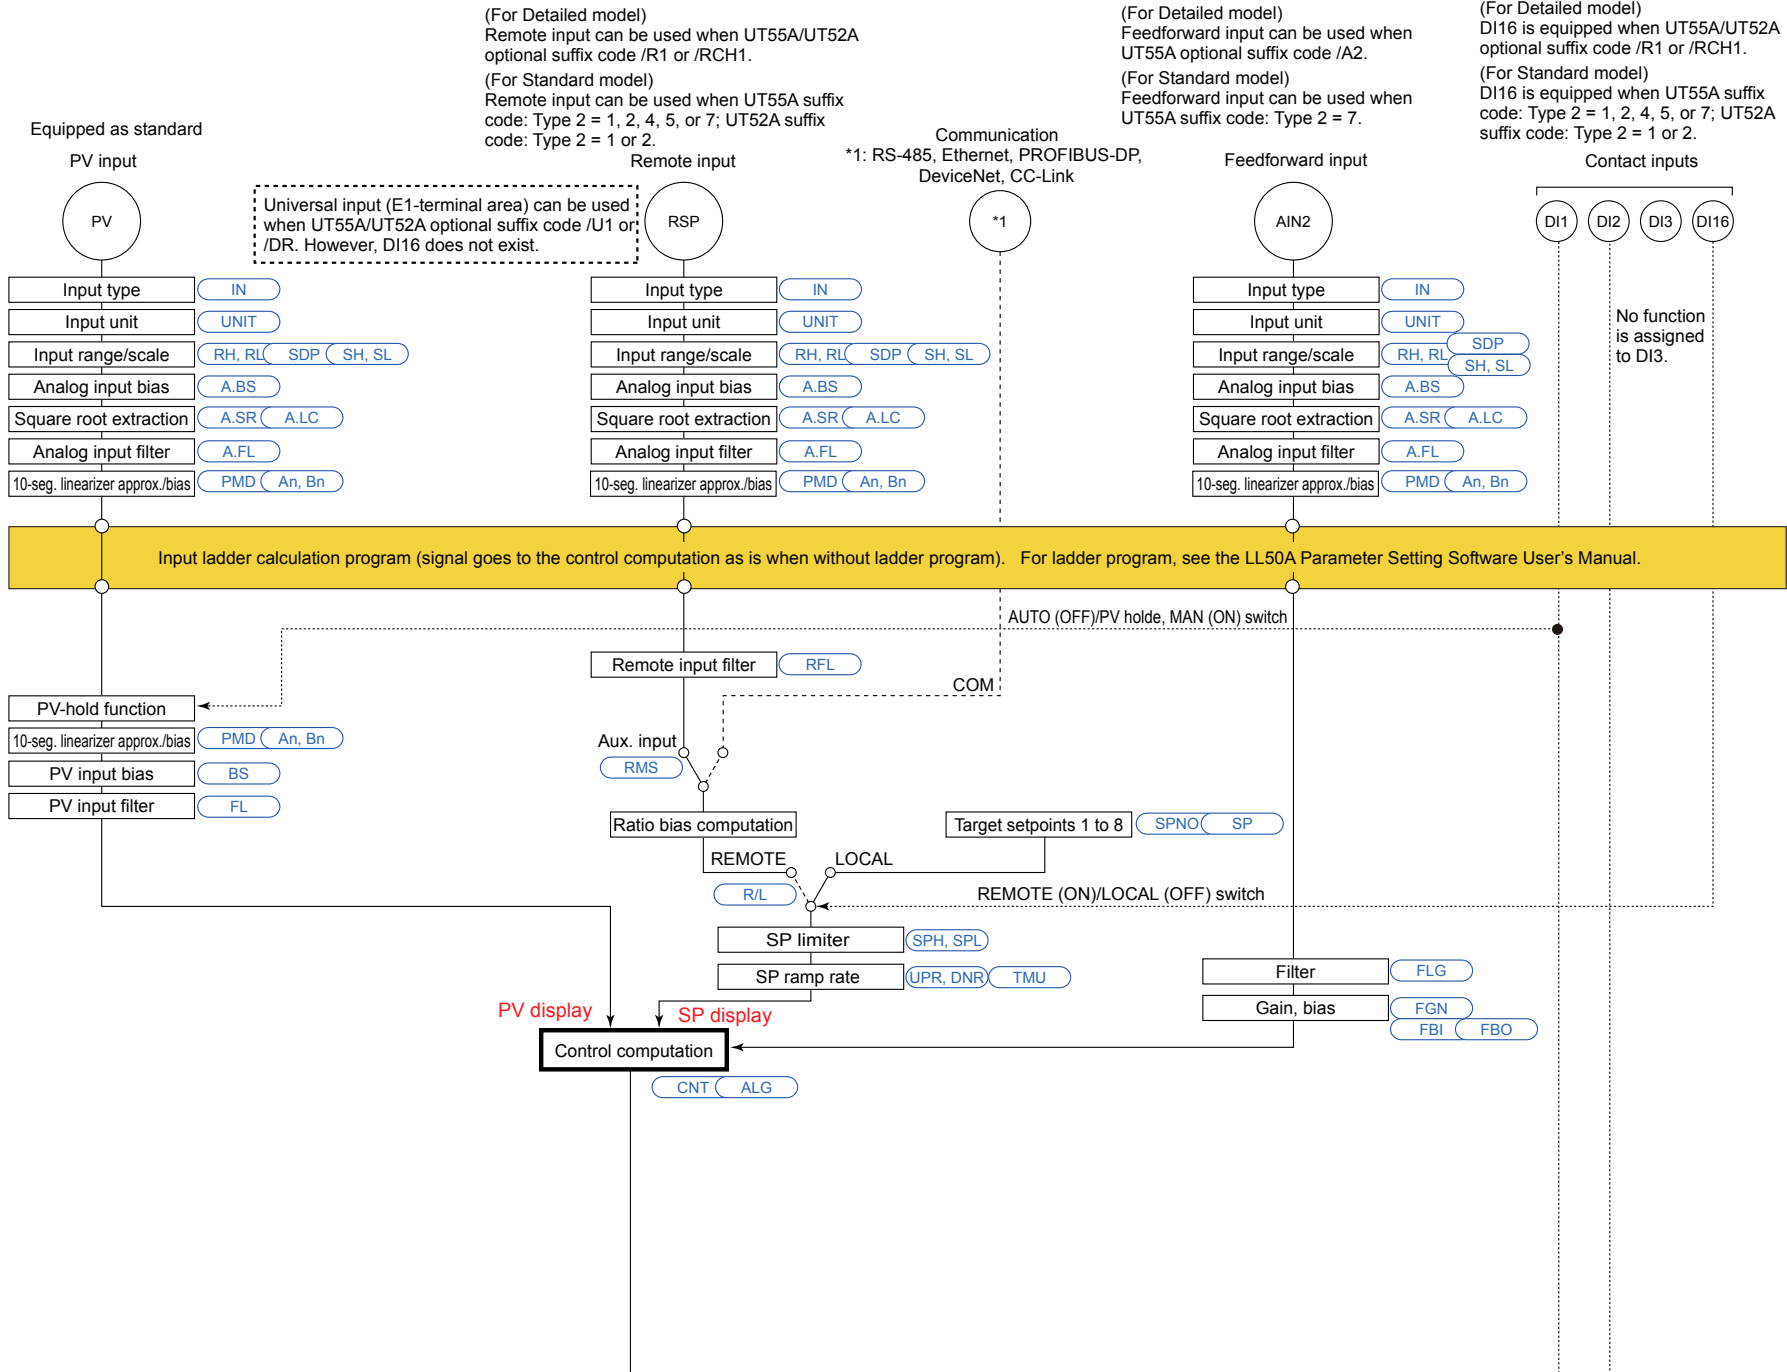 (For Detailed model)
Remote input can be used when UT55A/UT52A
optional suffix code /R1 or /RCH1.
(For Standard model)
Remote input can be used when UT55A suffix
code: Type 2 = 1, 2, 4, 5, or 7; UT52A suffix
code: Type 2 = 1 or 2.
(For Detailed model)
Feedforward input can be used when
UT55A optional suffix code /A2.
(For Standard model)
Feedforward input can be used when
UT55A suffix code: Type 2 = 7.
(For Detailed model)
DI16 is equipped when UT55A/UT52A
optional suffix code /R1 or /RCH1.
(For Standard model)
DI16 is equipped when UT55A suffix
code: Type 2 = 1, 2, 4, 5, or 7; UT52A
suffix code: Type 2 = 1 or 2.
Equipped as standard
PV input
Remote input
Communication
*1: RS-485, Ethernet, PROFIBUS-DP,
DeviceNet, CC-Link
Feedforward input
Contact inputs
PV
Universal input (E1-terminal area) can be used
when UT55A/UT52A optional suffix code /U1 or
/DR. However, DI16 does not exist.
RSP
*1
AIN2
DI1
DI2
DI3
DI16
Input type IN
Input unit UNIT
Input range/scale RH, RL SDP SH, SL
Analog input bias A.BS
Square root extraction A.SR A.LC
Analog input filter A.FL
10-seg. linearizer approx./bias PMD An, Bn
Input type IN
Input unit UNIT
Input range/scale RH, RL SDP SH, SL
Analog input bias A.BS
Square root extraction A.SR A.LC
Analog input filter A.FL
10-seg. linearizer approx./bias PMD An, Bn
Input type IN
Input unit UNIT
Input range/scale RH, RL SDP SH, SL
Analog input bias A.BS
Square root extraction A.SR A.LC
Analog input filter A.FL
10-seg. linearizer approx./bias PMD An, Bn
No function
is assigned
to DI3.
Input ladder calculation program (signal goes to the control computation as is when without ladder program). For ladder program, see the LL50A Parameter Setting Software User's Manual.
AUTO (OFF)/PV holde, MAN (ON) switch
Remote input filter RFL
COM
PV-hold function
10-seg. linearizer approx./bias PMD An, Bn
PV input bias BS
PV input filter FL
Aux. input
RMS
Ratio bias computation
Target setpoints 1 to 8 SPNO SP
REMOTE
LOCAL
R/L
REMOTE (ON)/LOCAL (OFF) switch
SP limiter SPH, SPL
SP ramp rate UPR, DNR TMU
Filter FLG
Gain, bias FGN
FBI FBO
PV display
SP display
Control computation
CNT ALG